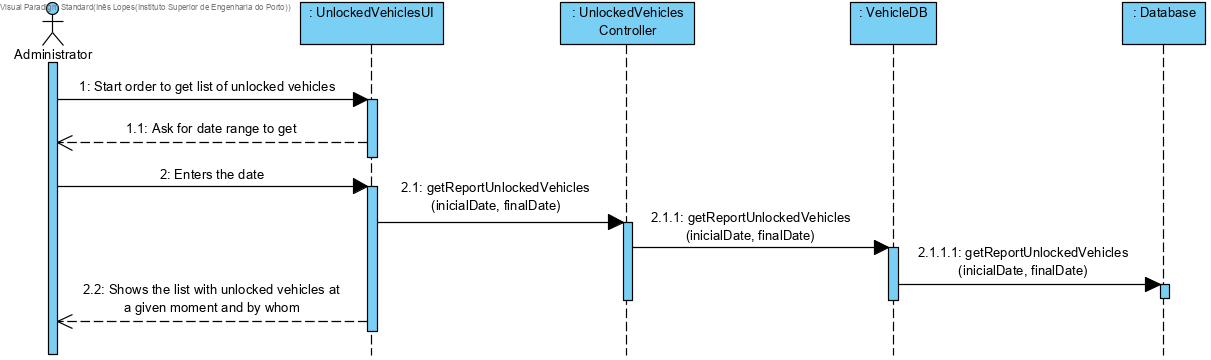 Visual Paradigm Standard(Inês Lopes(Instituto Superior de Engenharia do Porto))
: UnlockedVehiclesUI
: UnlockedVehicles
Controller
: VehicleDB
: Database
Administrator
1: Start order to get list of unlocked vehicles
1.1: Ask for date range to get
2: Enters the date
2.1: getReportUnlockedVehicles
(inicialDate, finalDate)
2.1.1: getReportUnlockedVehicles
(inicialDate, finalDate)
2.1.1.1: getReportUnlockedVehicles
(inicialDate, finalDate)
2.2: Shows the list with unlocked vehicles at
a given moment and by whom